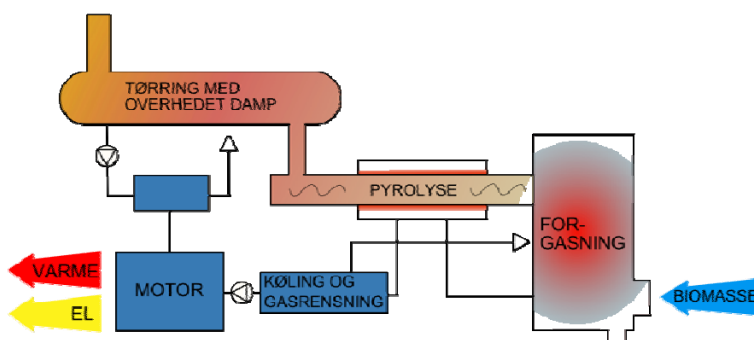 TØRRING MED
OVERHEDET DAMP
PYROLYSE
FOR-
GASNING
VARME
MOTOR
KØLING OG
GASRENSNING
BIOMASSE
EL